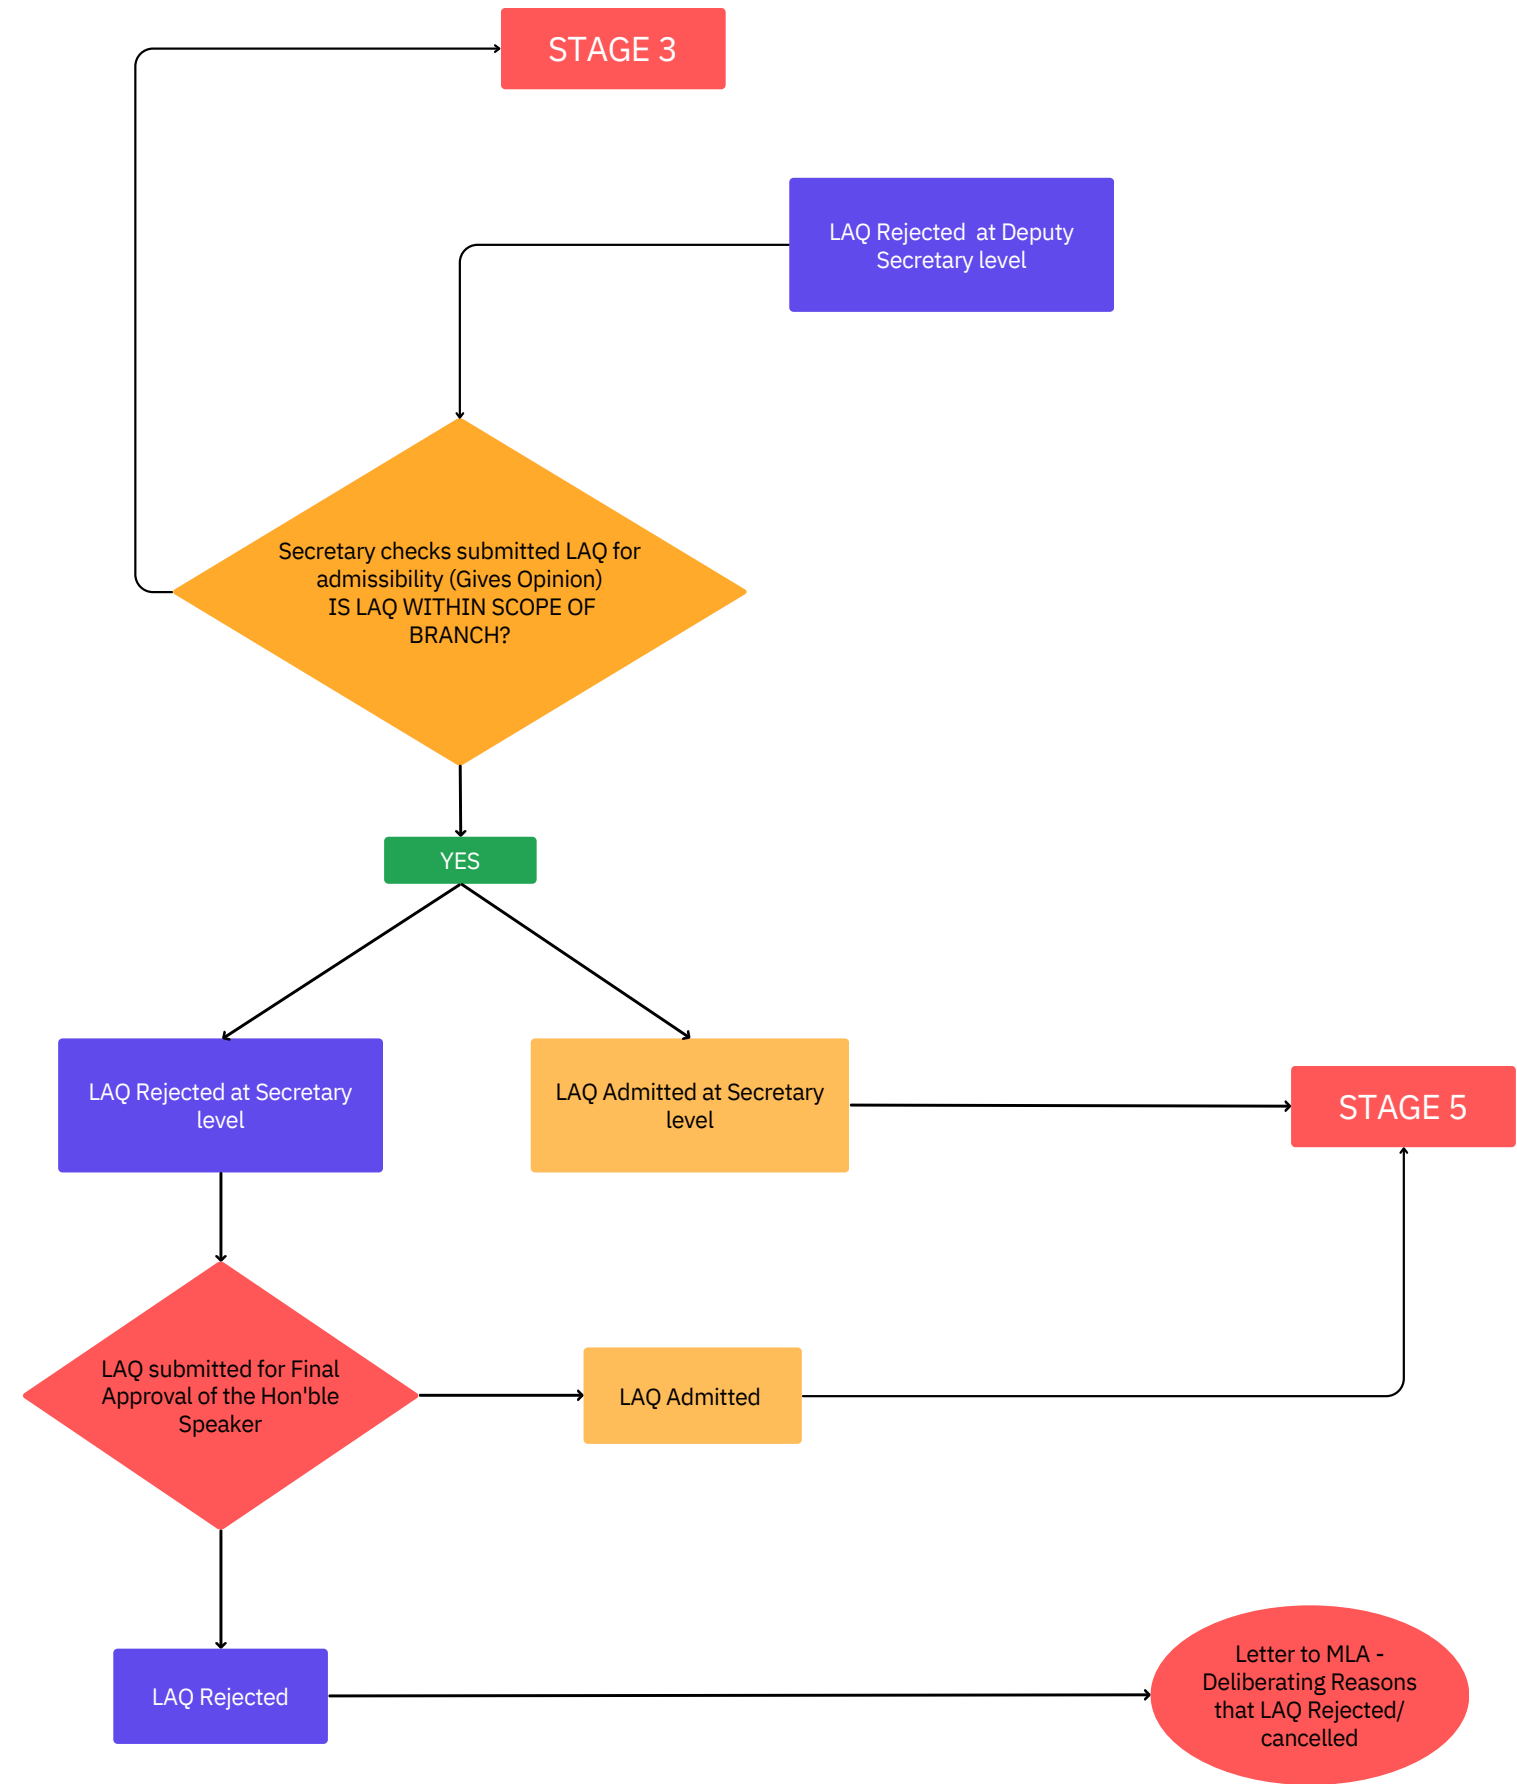 STAGE 3
LAQ Rejected  at Deputy
Secretary level
Secretary checks submitted LAQ for
admissibility (Gives Opinion)
IS LAQ WITHIN SCOPE OF
BRANCH?
YES
LAQ Rejected at Secretary
level
LAQ Admitted at Secretary
level
STAGE 5
LAQ submitted for Final
Approval of the Hon'ble
Speaker
LAQ Admitted
LAQ Rejected
Letter to MLA -
Deliberating Reasons
that LAQ Rejected/
cancelled